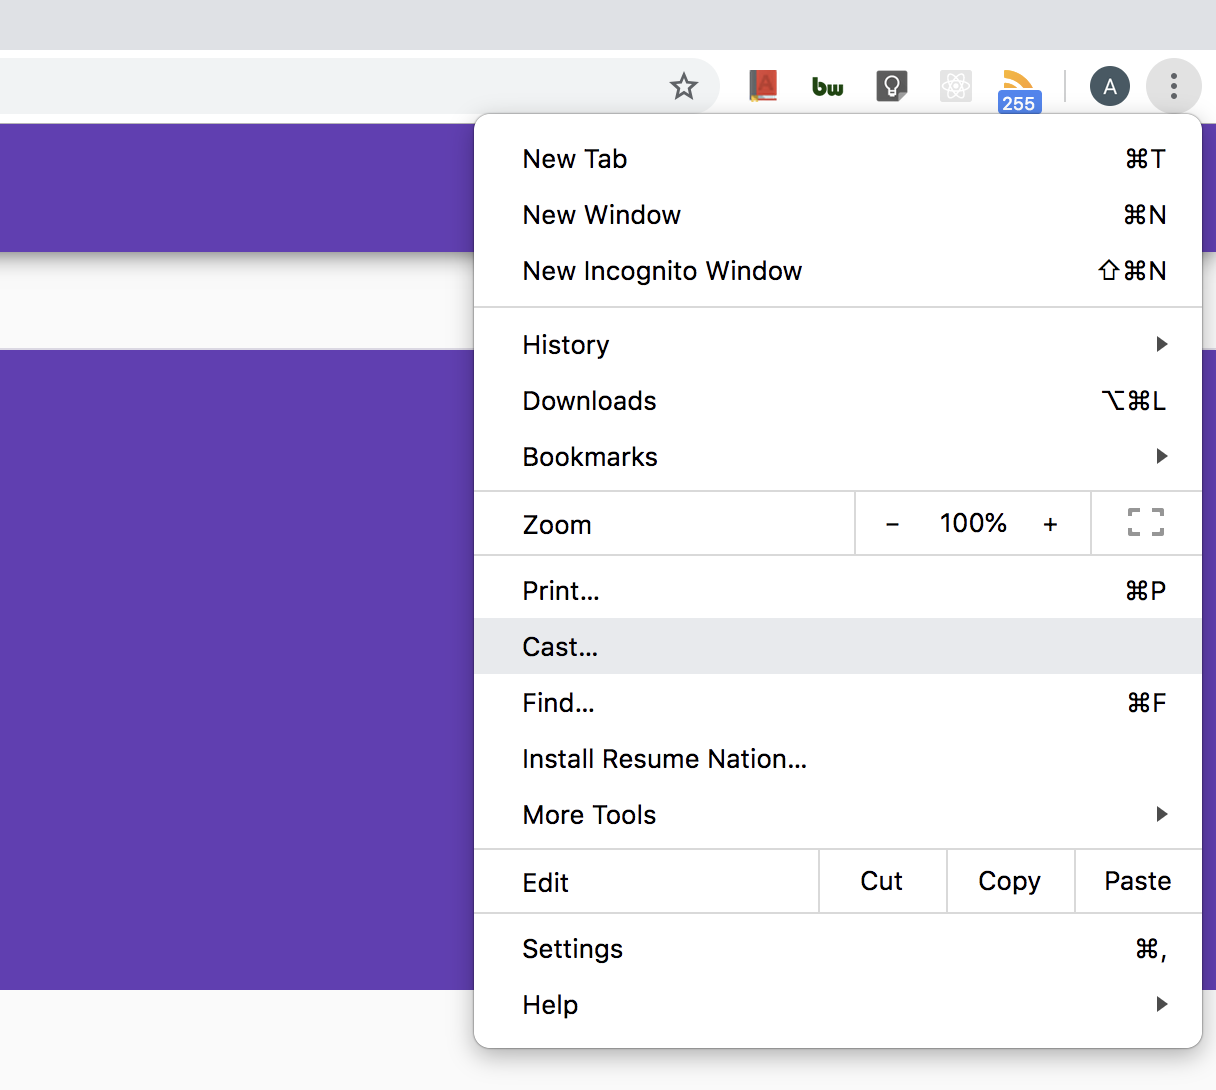 bw
255
A
New Tab ⌘T
New Window ⌘N
New Incognito Window ⇧⌘N
History
Downloads ⌥⌘L
Bookmarks
Zoom − 100% +
Print... ⌘P
Cast...
Find... ⌘F
Install Resume Nation...
More Tools
Edit Cut Copy Paste
Settings ⌘,
Help